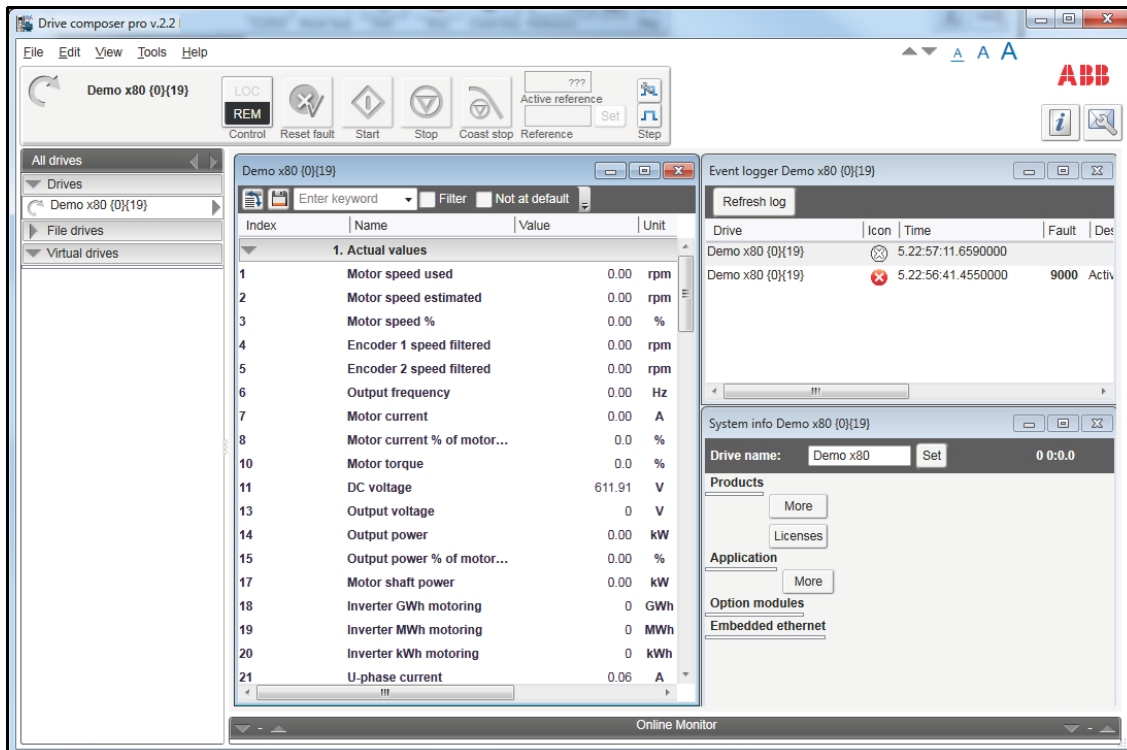 Drive composer pro v.2.2
File Edit View Tools Help
A A A
ABB
Demo x80 {0}{19}
LOC
REM
Control
Reset fault
Start
Stop
Coast stop
???
Active reference
Set
Reference
Step
All drives
Drives
Demo x80 {0}{19}
File drives
Virtual drives
Demo x80 {0}{19}
Enter keyword Filter Not at default
Index Name Value Unit
1. Actual values
1 Motor speed used 0.00 rpm
2 Motor speed estimated 0.00 rpm
3 Motor speed % 0.00 %
4 Encoder 1 speed filtered 0.00 rpm
5 Encoder 2 speed filtered 0.00 rpm
6 Output frequency 0.00 Hz
7 Motor current 0.00 A
8 Motor current % of motor... 0.0 %
10 Motor torque 0.0 %
11 DC voltage 611.91 V
13 Output voltage 0 V
14 Output power 0.00 kW
15 Output power % of motor... 0.00 %
17 Motor shaft power 0.00 kW
18 Inverter GWh motoring 0 GWh
19 Inverter MWh motoring 0 MWh
20 Inverter kWh motoring 0 kWh
21 U-phase current 0.06 A
Event logger Demo x80 {0}{19}
Refresh log
Drive Icon Time Fault Des
Demo x80 {0}{19} 5.22:57:11.6590000
Demo x80 {0}{19} 5.22:56:41.4550000 9000 Activ
System info Demo x80 {0}{19}
Drive name: Demo x80 Set 0 0:0.0
Products
More
Licenses
Application
More
Option modules
Embedded ethernet
Online Monitor